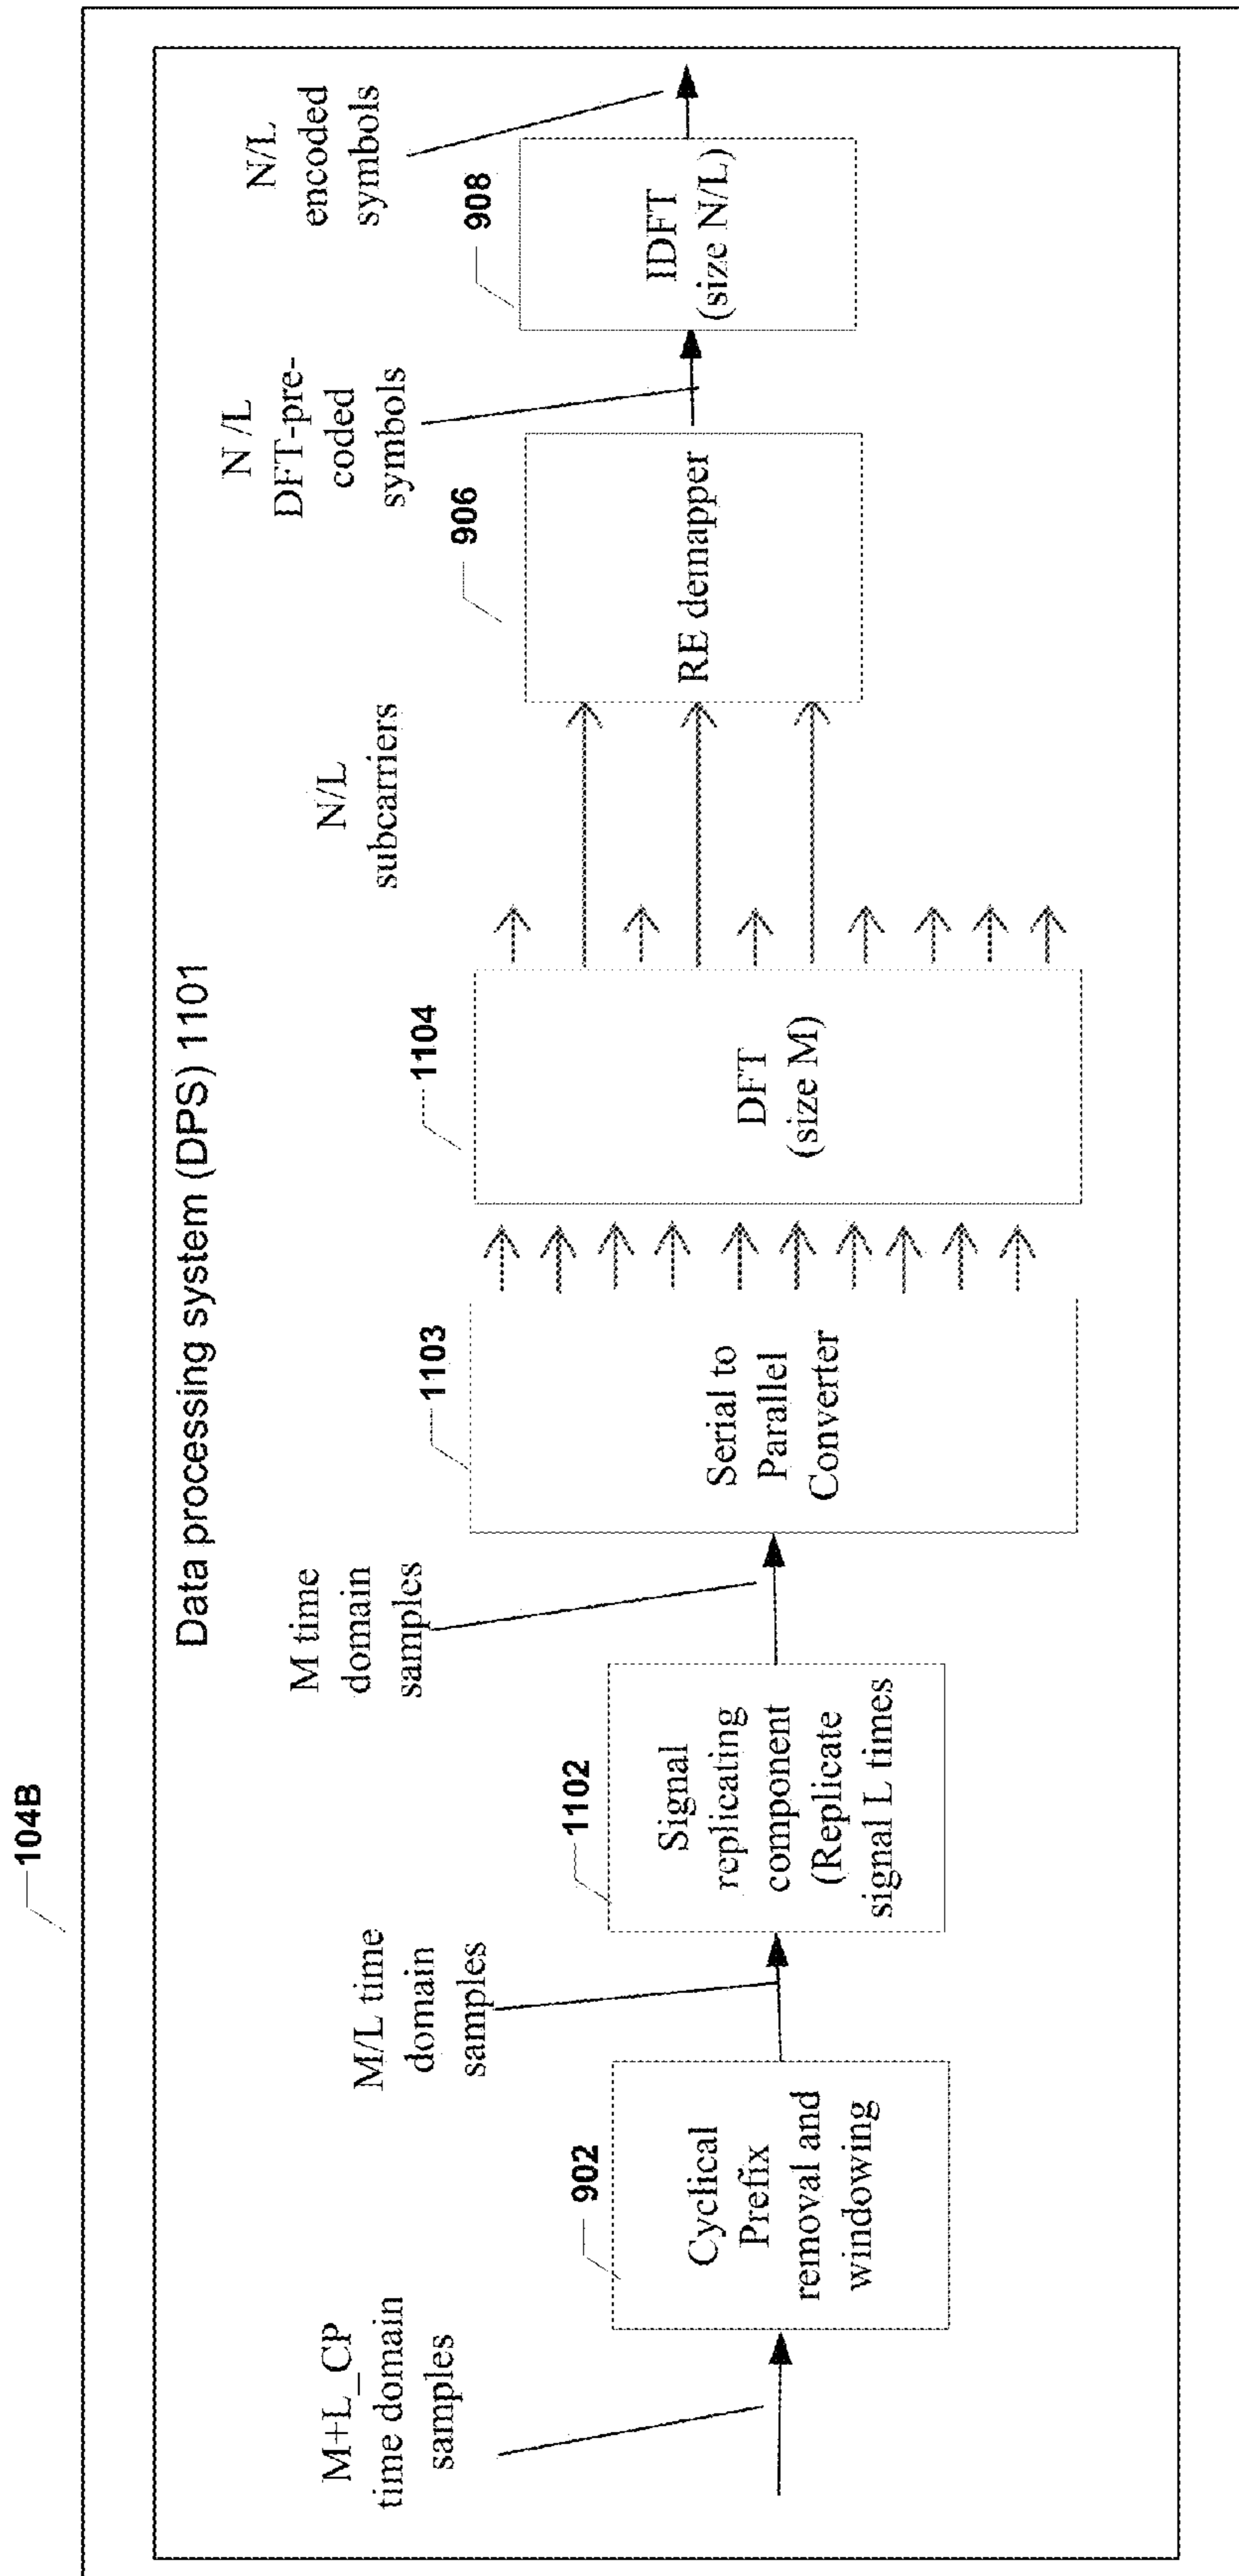 104B
Data processing system (DPS) 1101
M+L_CP
time domain
samples
902
Cyclical
Prefix
removal and
windowing
M/L time
domain
samples
1102
Signal
replicating
component
(Replicate
signal L times
M time
domain
samples
1103
Serial to
Parallel
Converter
1104
DFT
(size M)
N/L
subcarriers
906
RE demapper
N /L
DFT-pre-
coded
symbols
908
IDFT
(size N/L)
N/L
encoded
symbols